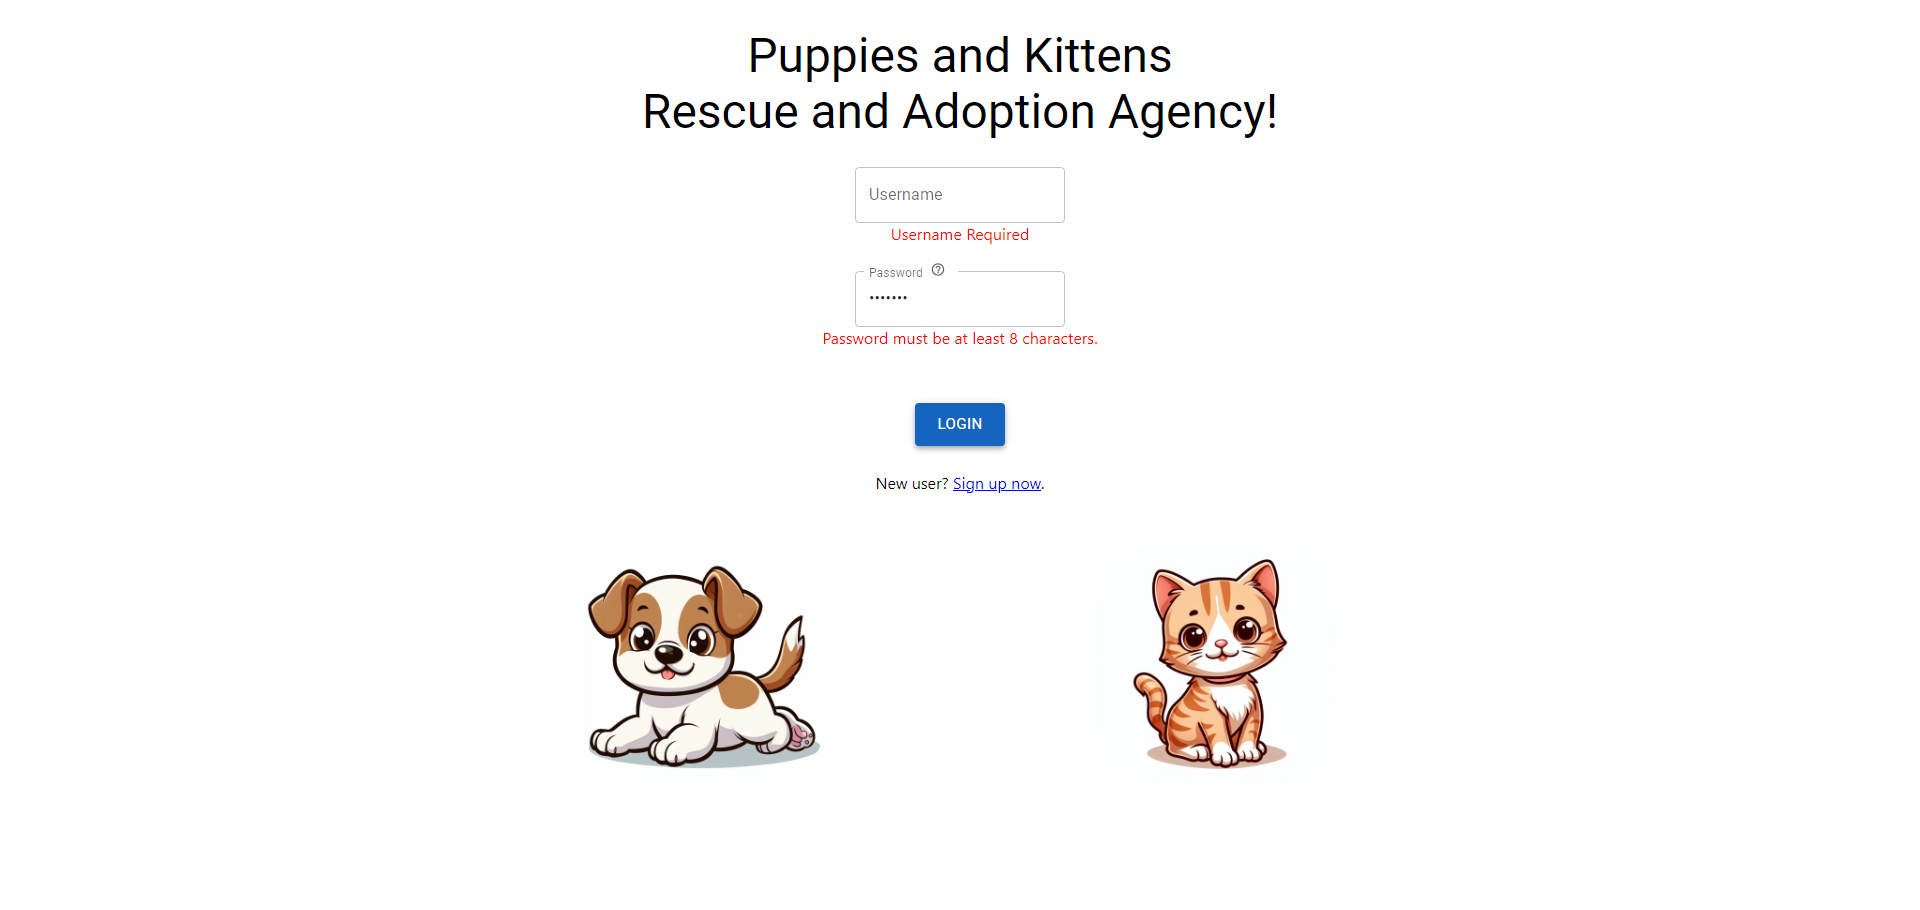 Puppies and Kittens
Rescue and Adoption Agency!
Username
Username Required
Password
•••••••
Password must be at least 8 characters.
LOGIN
New user? Sign up now.